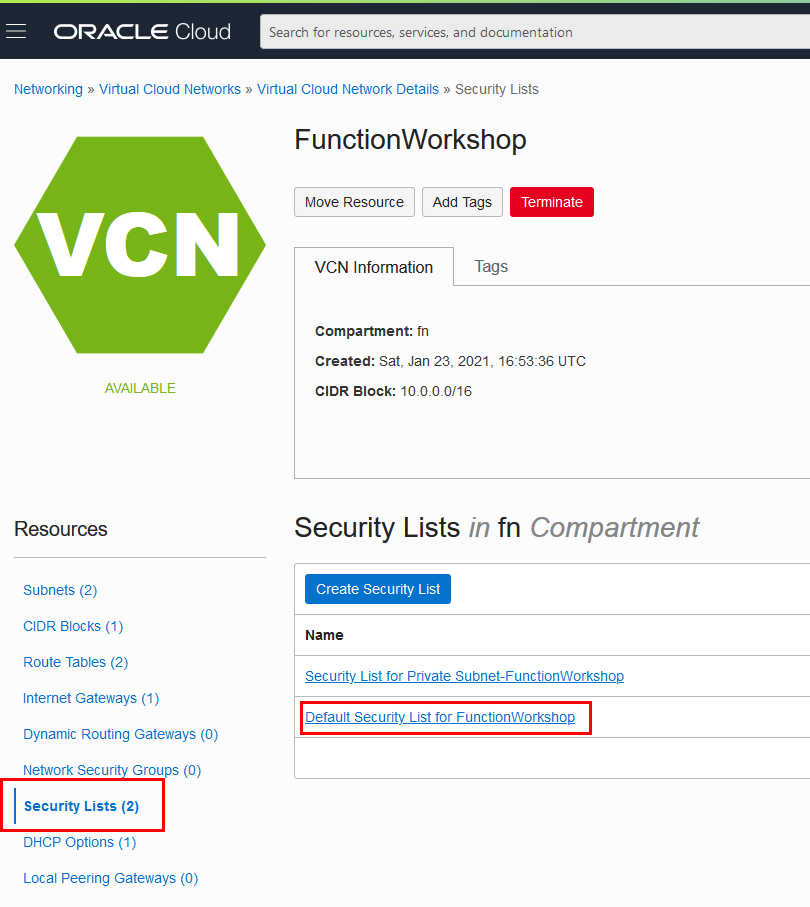 ORACLE Cloud
Search for resources, services, and documentation
Networking » Virtual Cloud Networks » Virtual Cloud Network Details » Security Lists
VCN
AVAILABLE
FunctionWorkshop
Move Resource Add Tags Terminate
VCN Information Tags
Compartment: fn
Created: Sat, Jan 23, 2021, 16:53:36 UTC
CIDR Block: 10.0.0.0/16
Resources
Subnets (2)
CIDR Blocks (1)
Route Tables (2)
Internet Gateways (1)
Dynamic Routing Gateways (0)
Network Security Groups (0)
Security Lists (2)
DHCP Options (1)
Local Peering Gateways (0)
Security Lists in fn Compartment
Create Security List
Name
Security List for Private Subnet-FunctionWorkshop
Default Security List for FunctionWorkshop